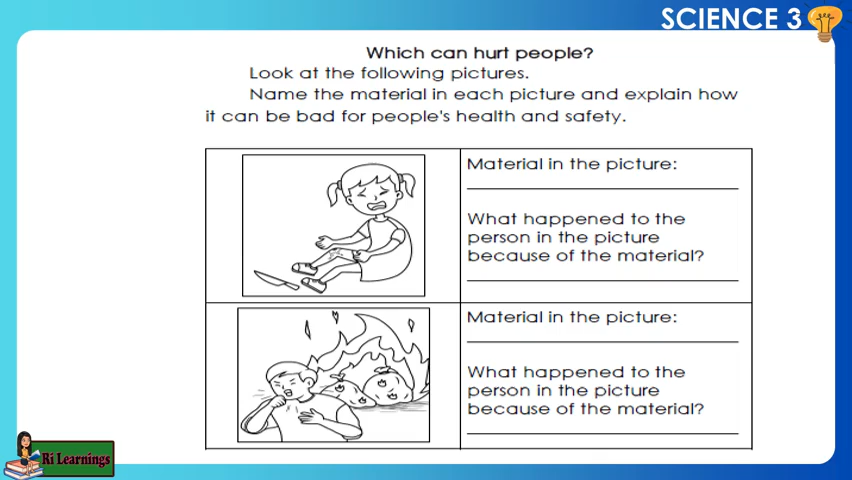 SCIENCE 3
Which can hurt people?
Look at the following pictures.
Name the material in each picture and explain how
it can be bad for people's health and safety.
Material in the picture:
What happened to the
person in the picture
because of the material?
Material in the picture:
What happened to the
person in the picture
because of the material?
Ri Learnings